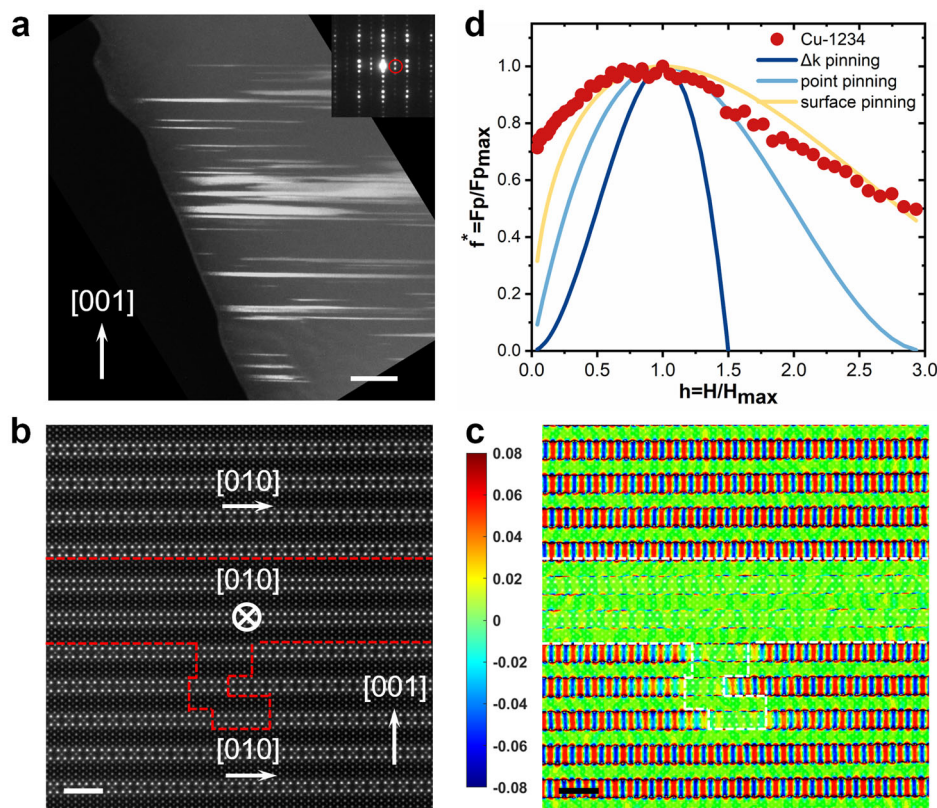 a
[001]
d
Cu-1234
Δk pinning
point pinning
surface pinning
f*=Fp/Fpmax
1.0
0.8
0.6
0.4
0.2
0.0
0.0 0.5 1.0 1.5 2.0 2.5 3.0
h=H/Hmax
b
[010]
[010]
[001]
[010]
c
0.08
0.06
0.04
0.02
0
-0.02
-0.04
-0.06
-0.08